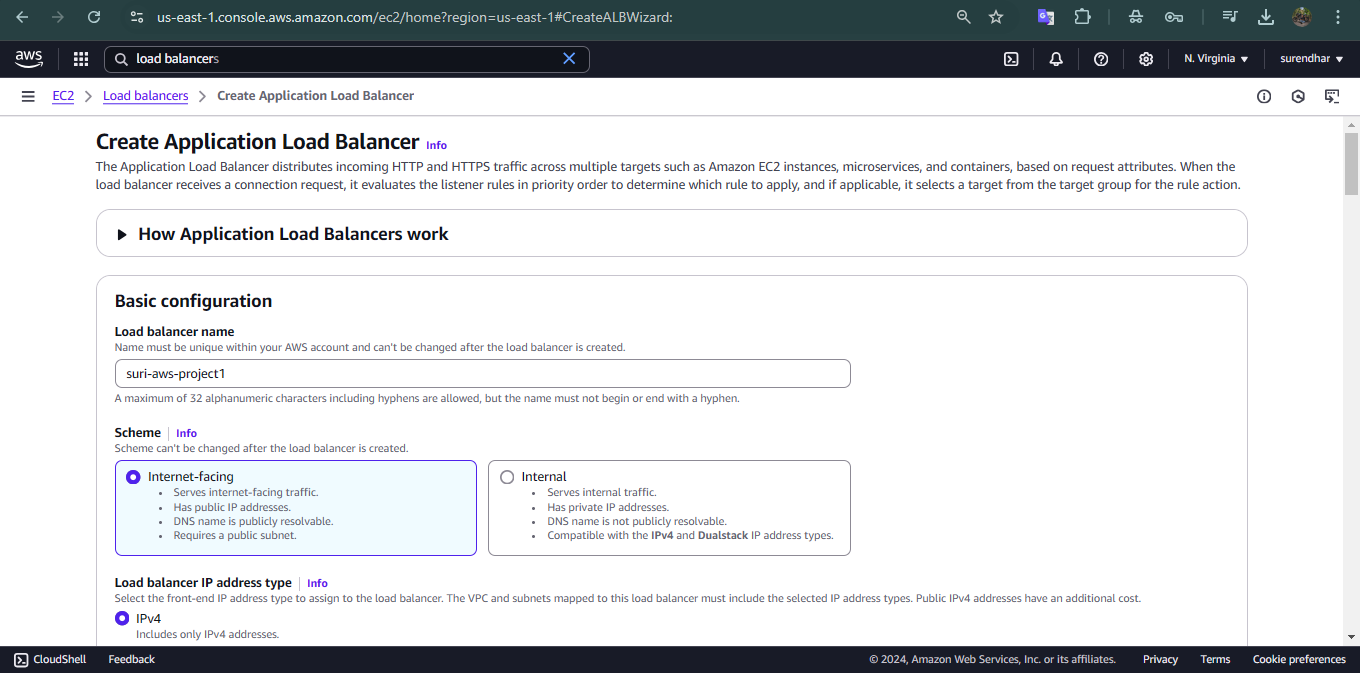 us-east-1.console.aws.amazon.com/ec2/home?region=us-east-1#CreateALBWizard:
aws
load balancers
N. Virginia
surendhar
EC2
Load balancers
Create Application Load Balancer
Create Application Load Balancer Info
The Application Load Balancer distributes incoming HTTP and HTTPS traffic across multiple targets such as Amazon EC2 instances, microservices, and containers, based on request attributes. When the
load balancer receives a connection request, it evaluates the listener rules in priority order to determine which rule to apply, and if applicable, it selects a target from the target group for the rule action.
How Application Load Balancers work
Basic configuration
Load balancer name
Name must be unique within your AWS account and can't be changed after the load balancer is created.
suri-aws-project1
A maximum of 32 alphanumeric characters including hyphens are allowed, but the name must not begin or end with a hyphen.
Scheme Info
Scheme can't be changed after the load balancer is created.
Internet-facing
• Serves internet-facing traffic.
• Has public IP addresses.
• DNS name is publicly resolvable.
• Requires a public subnet.
Internal
• Serves internal traffic.
• Has private IP addresses.
• DNS name is not publicly resolvable.
• Compatible with the IPv4 and Dualstack IP address types.
Load balancer IP address type Info
Select the front-end IP address type to assign to the load balancer. The VPC and subnets mapped to this load balancer must include the selected IP address types. Public IPv4 addresses have an additional cost.
IPv4
Includes only IPv4 addresses.
CloudShell
Feedback
© 2024, Amazon Web Services, Inc. or its affiliates.
Privacy
Terms
Cookie preferences